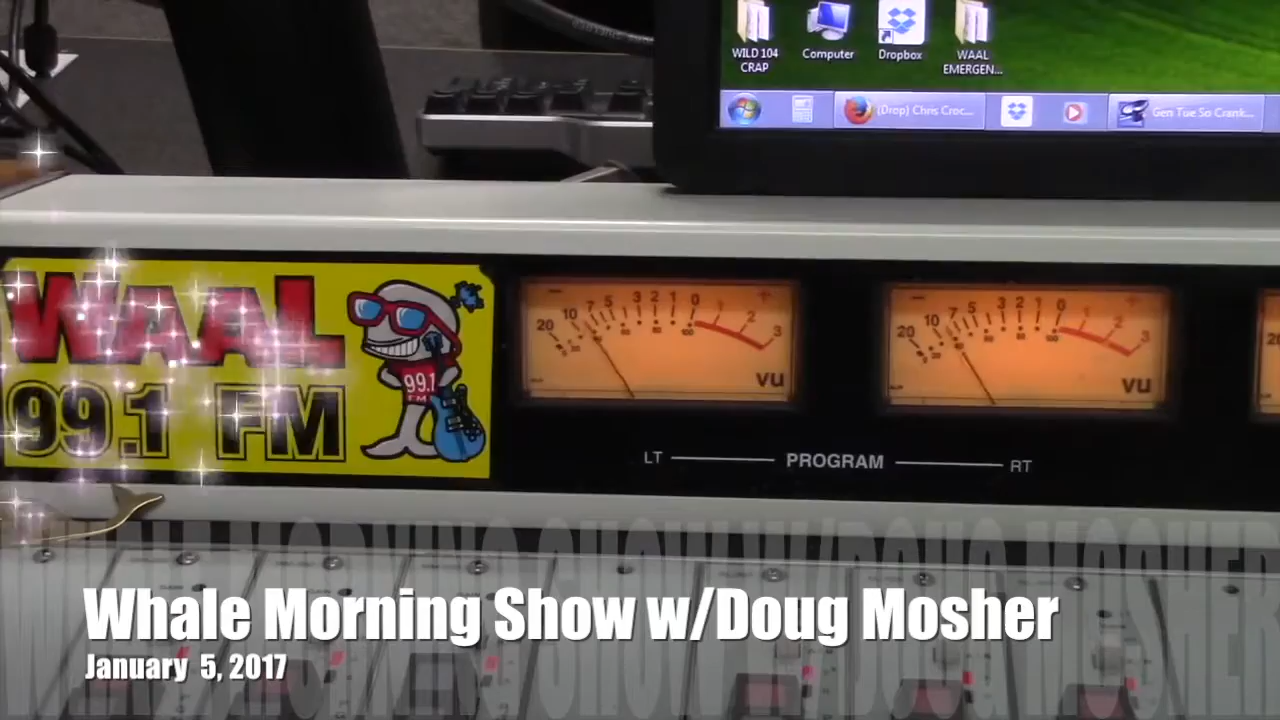 WILD 104
CRAP
Computer
Dropbox
WAAL
EMERGEN...
(Drop) Chris Croc...
Gen Tue So Crank...
WAAL
99.1 FM
99.1
FM
20 10 7 5 3 2 1 0 1 2 3
VU
20 10 7 5 3 2 1 0 1 2 3
VU
LT PROGRAM RT
Whale Morning Show w/Doug Mosher
January 5, 2017